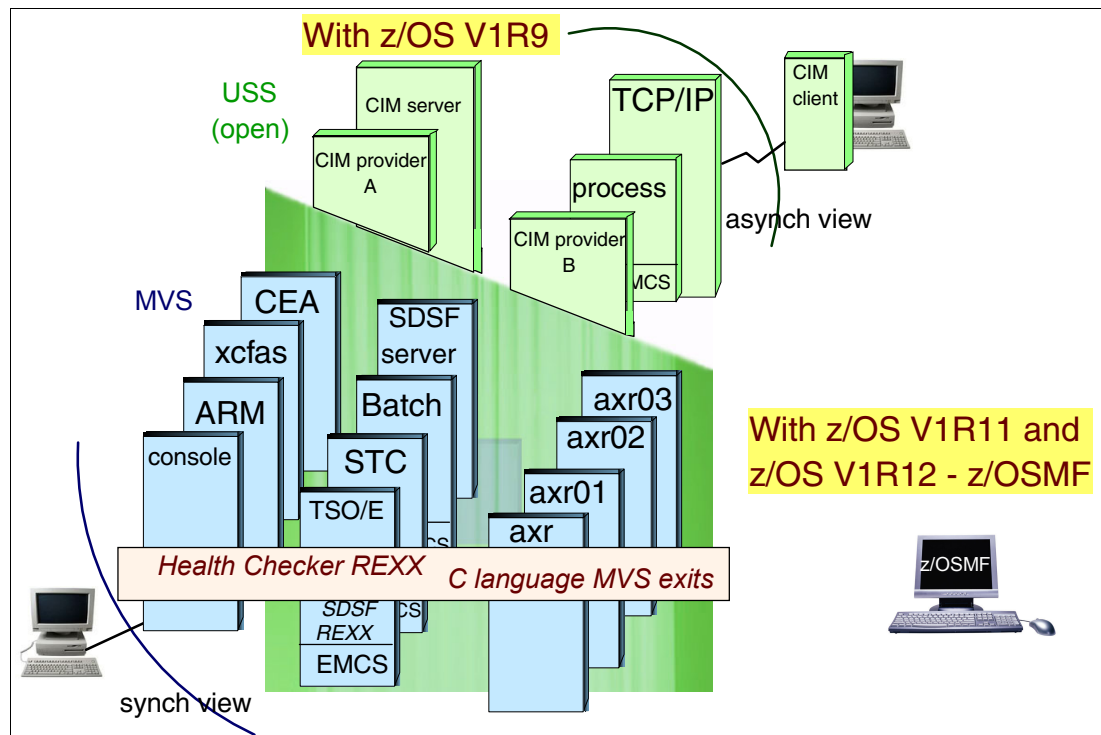 With z/OS V1R9
USS
(open)
CIM server
CIM provider
A
TCP/IP
process
CIM provider
B
MCS
CIM
client
asynch view
MVS
CEA
xcfas
ARM
console
SDSF
server
Batch
STC
TSO/E
CS
axr03
axr02
axr01
axr
With z/OS V1R11 and
z/OS V1R12 - z/OSMF
z/OSMF
Health Checker REXX
C language MVS exits
SDSF
REXX
CS
EMCS
synch view